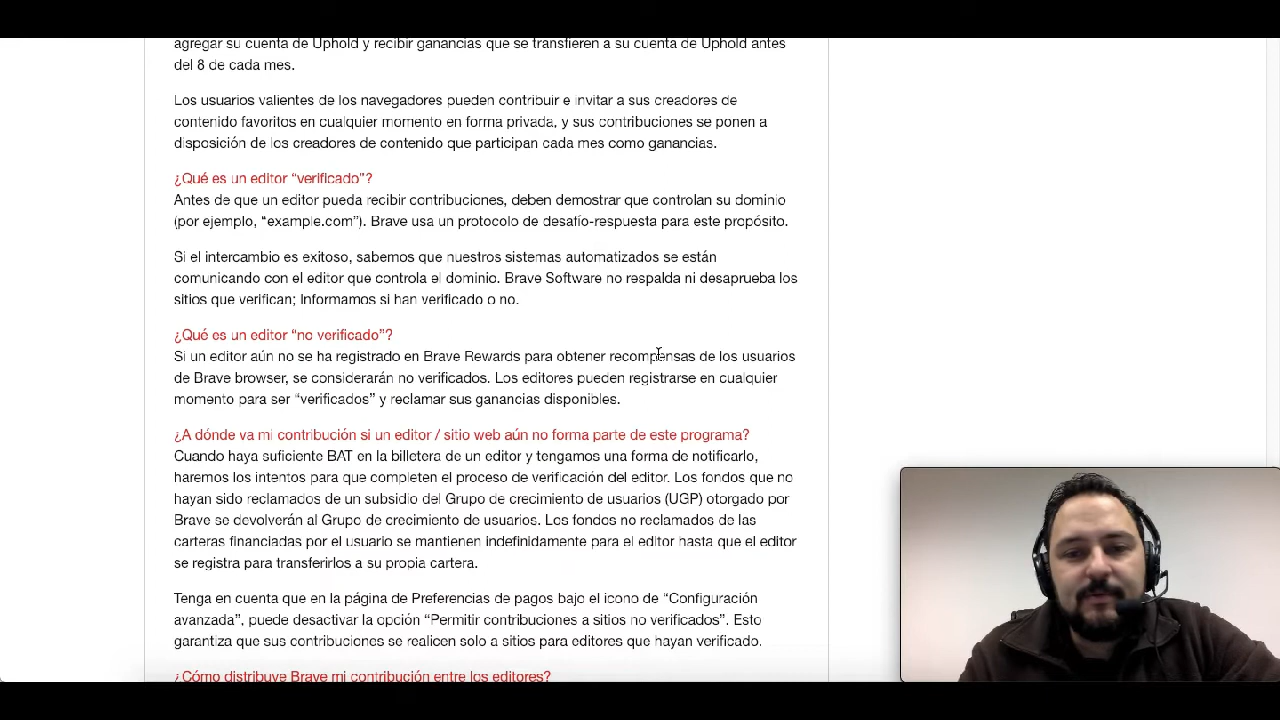 agregar su cuenta de Uphold y recibir ganancias que se transfieren a su cuenta de Uphold antes
del 8 de cada mes.
Los usuarios valientes de los navegadores pueden contribuir e invitar a sus creadores de
contenido favoritos en cualquier momento en forma privada, y sus contribuciones se ponen a
disposición de los creadores de contenido que participan cada mes como ganancias.
¿Qué es un editor “verificado”?
Antes de que un editor pueda recibir contribuciones, deben demostrar que controlan su dominio
(por ejemplo, “example.com”). Brave usa un protocolo de desafío-respuesta para este propósito.
Si el intercambio es exitoso, sabemos que nuestros sistemas automatizados se están
comunicando con el editor que controla el dominio. Brave Software no respalda ni desaprueba los
sitios que verifican; Informamos si han verificado o no.
¿Qué es un editor “no verificado”?
Si un editor aún no se ha registrado en Brave Rewards para obtener recompensas de los usuarios
de Brave browser, se considerarán no verificados. Los editores pueden registrarse en cualquier
momento para ser “verificados” y reclamar sus ganancias disponibles.
¿A dónde va mi contribución si un editor / sitio web aún no forma parte de este programa?
Cuando haya suficiente BAT en la billetera de un editor y tengamos una forma de notificarlo,
haremos los intentos para que completen el proceso de verificación del editor. Los fondos que no
hayan sido reclamados de un subsidio del Grupo de crecimiento de usuarios (UGP) otorgado por
Brave se devolverán al Grupo de crecimiento de usuarios. Los fondos no reclamados de las
carteras financiadas por el usuario se mantienen indefinidamente para el editor hasta que el editor
se registra para transferirlos a su propia cartera.
Tenga en cuenta que en la página de Preferencias de pagos bajo el icono de “Configuración
avanzada”, puede desactivar la opción “Permitir contribuciones a sitios no verificados”. Esto
garantiza que sus contribuciones se realicen solo a sitios para editores que hayan verificado.
¿Cómo distribuye Brave mi contribución entre los editores?